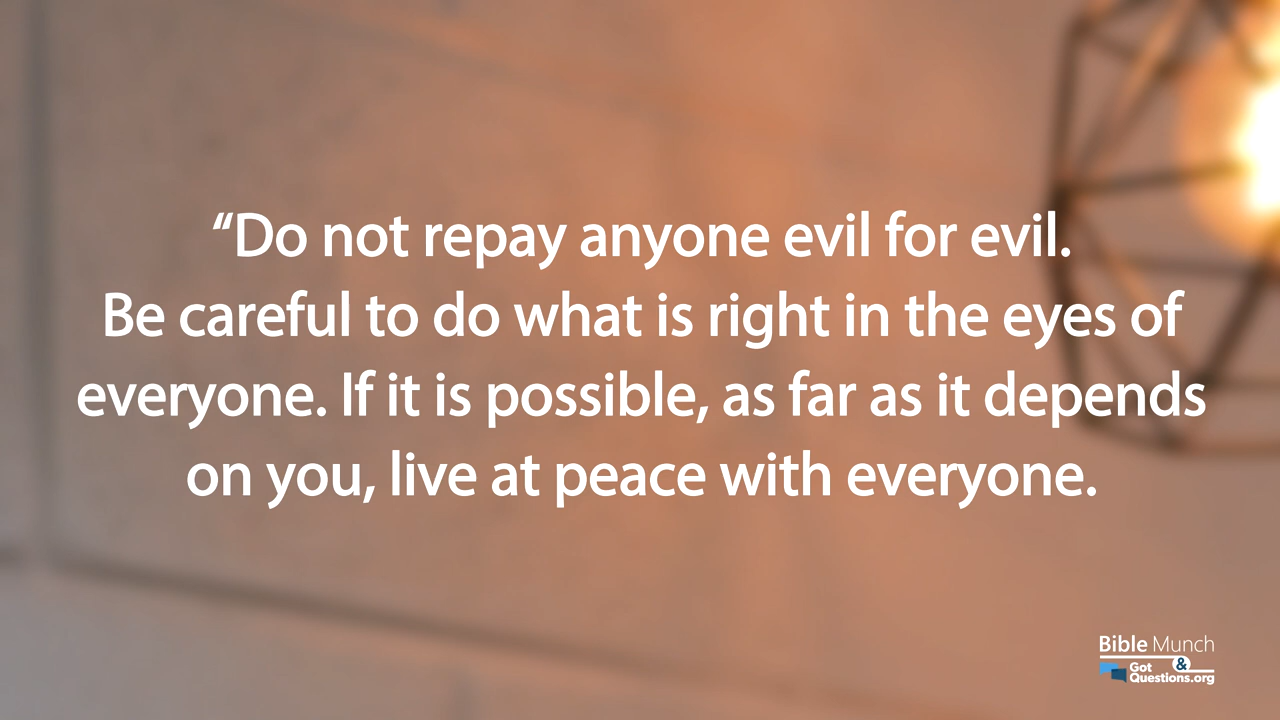 “Do not repay anyone evil for evil.
Be careful to do what is right in the eyes of
everyone. If it is possible, as far as it depends
on you, live at peace with everyone.
Bible Munch
&
Got
Questions.org